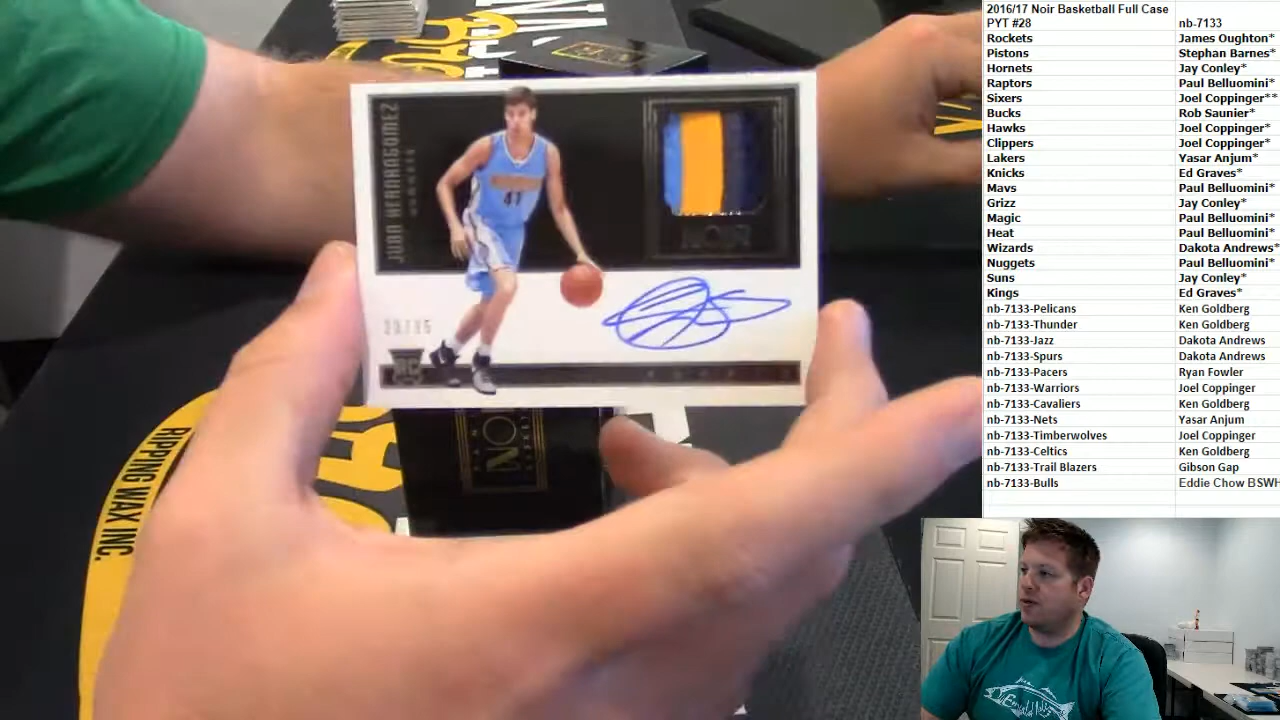 2016/17 Noir Basketball Full Case
PYT #28 nb-7133
Rockets James Oughton*
Pistons Stephan Barnes*
Hornets Jay Conley*
Raptors Paul Belluomini*
Sixers Joel Coppinger**
Bucks Rob Saunier*
Hawks Joel Coppinger*
Clippers Joel Coppinger*
Lakers Yasar Anjum*
Knicks Ed Graves*
Mavs Paul Belluomini*
Grizz Jay Conley*
Magic Paul Belluomini*
Heat Paul Belluomini*
Wizards Dakota Andrews*
Nuggets Paul Belluomini*
Suns Jay Conley*
Kings Ed Graves*
nb-7133-Pelicans Ken Goldberg
nb-7133-Thunder Ken Goldberg
nb-7133-Jazz Dakota Andrews
nb-7133-Spurs Dakota Andrews
nb-7133-Pacers Ryan Fowler
nb-7133-Warriors Joel Coppinger
nb-7133-Cavaliers Ken Goldberg
nb-7133-Nets Yasar Anjum
nb-7133-Timberwolves Joel Coppinger
nb-7133-Celtics Ken Goldberg
nb-7133-Trail Blazers Gibson Gap
nb-7133-Bulls Eddie Chow BSWH
JUAN HERNANGOMEZ
NUGGETS
41
RC
NOIR
RIPPING WAX INC.